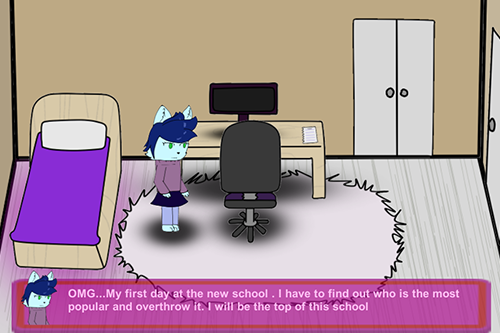 OMG...My first day at the new school . I have to find out who is the most
popular and overthrow it. I will be the top of this school